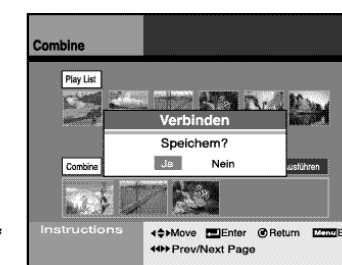 Combine
Play List
Verbinden
Speichern?
Ja Nein
Combine
usführen
Instructions
Move Enter Return Menu E
Prev/Next Page